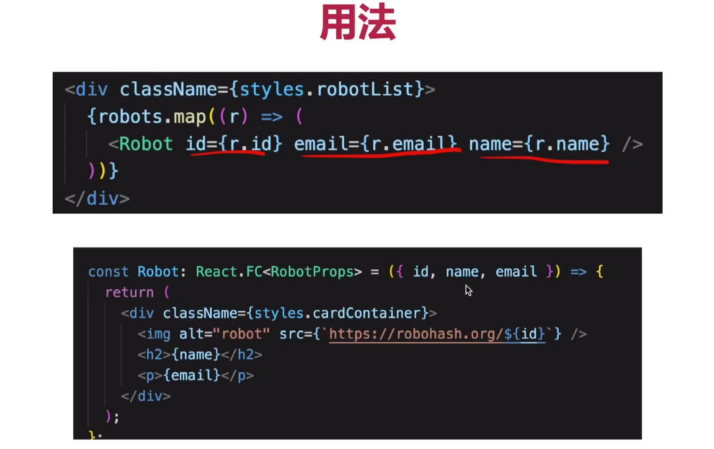 用法
<div className={styles.robotList}>
{robots.map((r) => (
<Robot id={r.id} email={r.email} name={r.name} />
))}
</div>
const Robot: React.FC<RobotProps> = ({ id, name, email }) => {
return (
<div className={styles.cardContainer}>
<img alt="robot" src={`https://robohash.org/${id}`} />
<h2>{name}</h2>
<p>{email}</p>
</div>
);
};